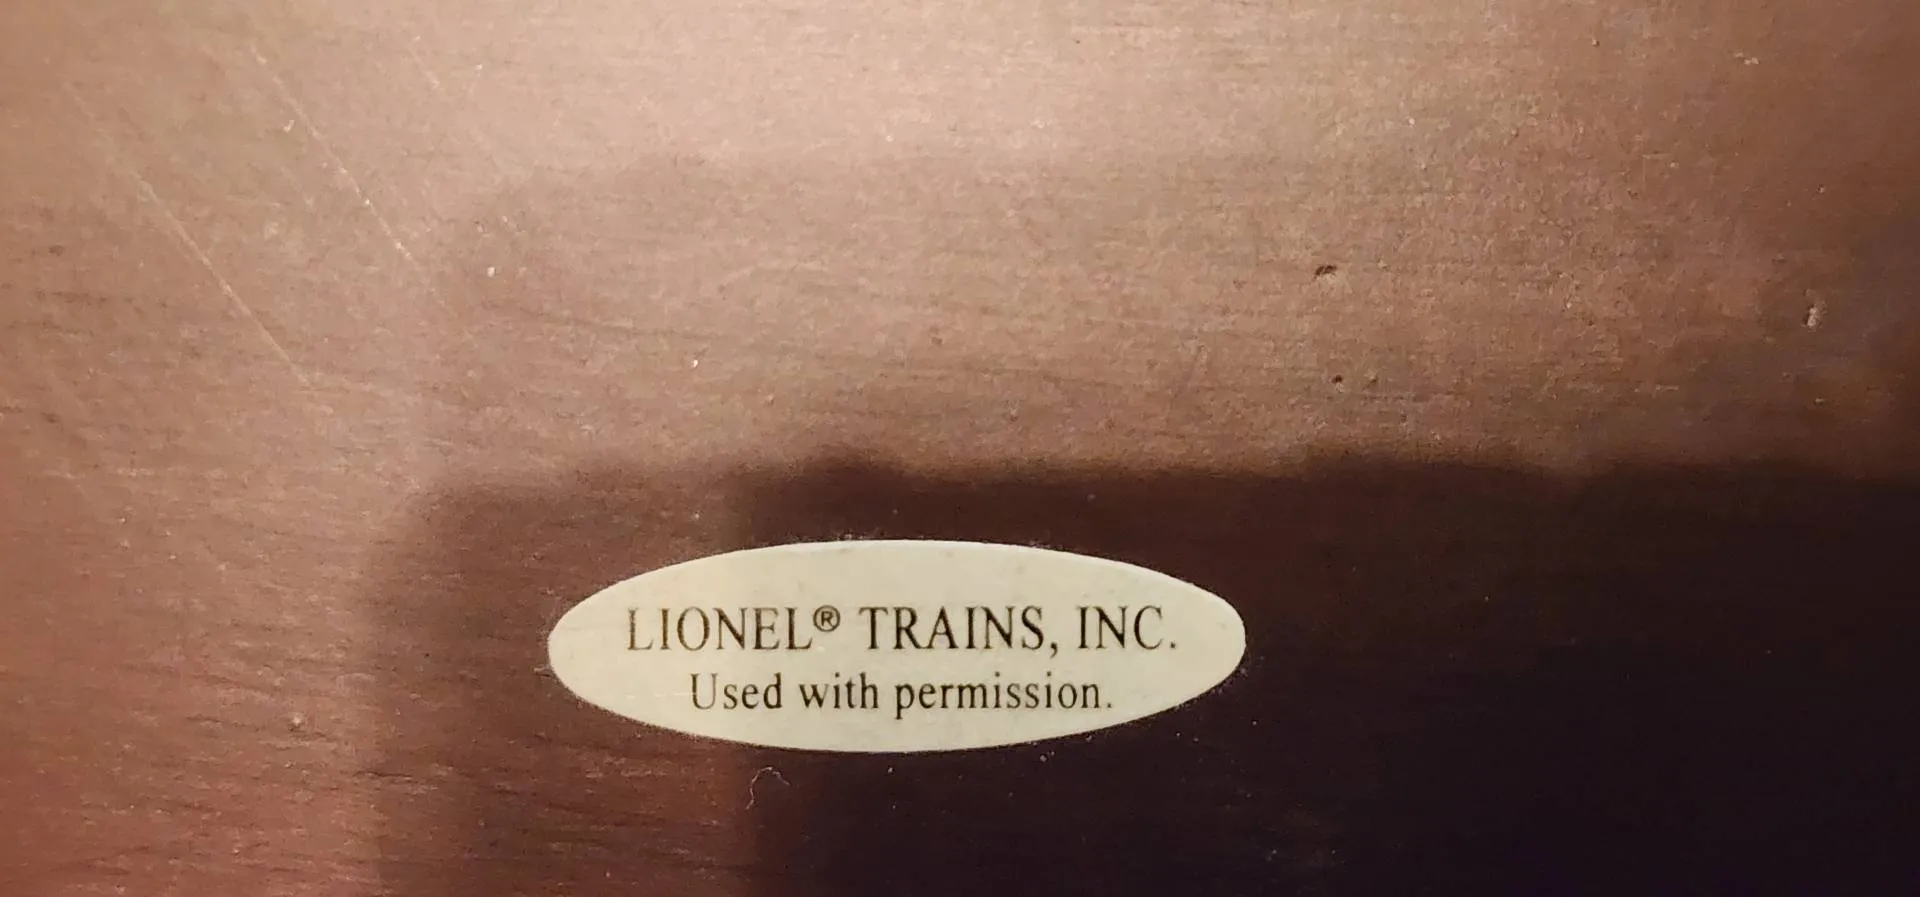 LIONEL® TRAINS, INC.
Used with permission.